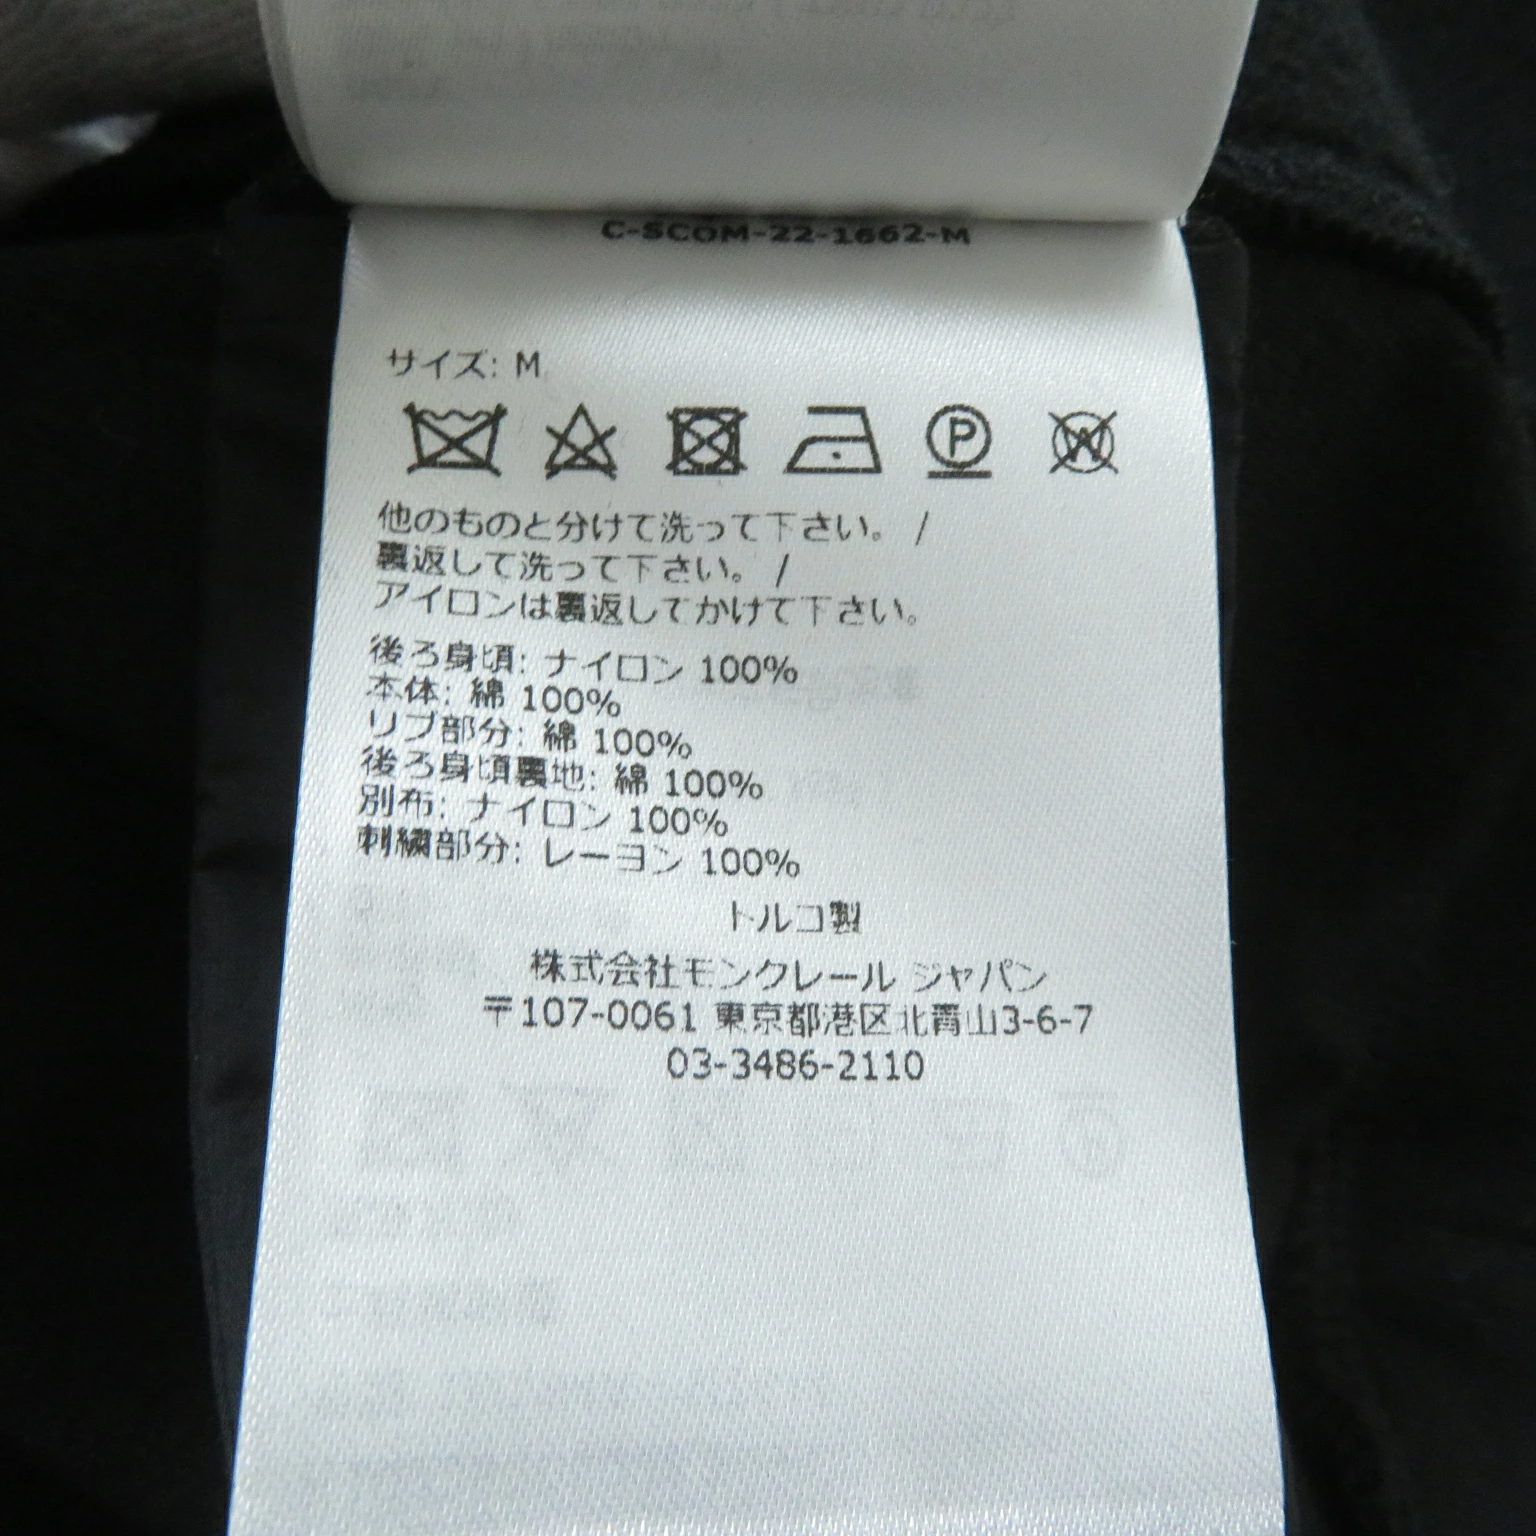 C-SCOM-22-1662-M
サイズ: M
P
W
他のものと分けて洗って下さい。 /
裏返して洗って下さい。 /
アイロンは裏返してかけて下さい。
後ろ身頃: ナイロン 100%
本体: 綿 100%
リブ部分: 綿 100%
後ろ身頃裏地: 綿 100%
別布: ナイロン 100%
刺繍部分: レーヨン 100%
トルコ製
株式会社モンクレール ジャパン
〒107-0061 東京都港区北青山3-6-7
03-3486-2110